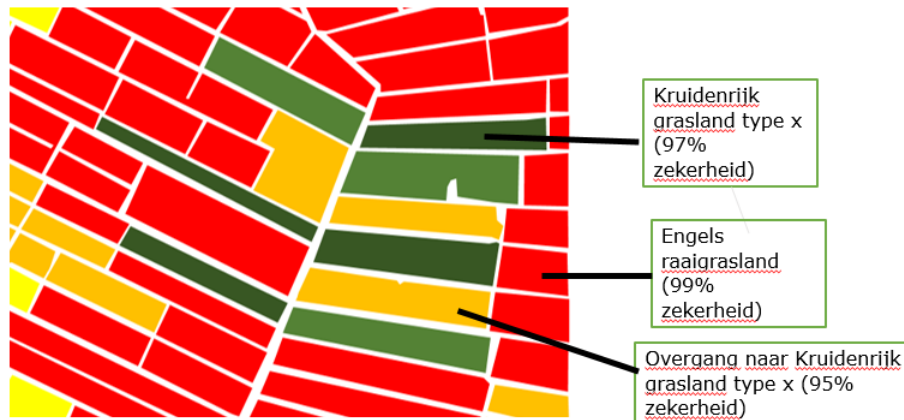 Kruidenrijk
grasland type x
(97%
zekerheid)
Engels
raaigrasland
(99%
zekerheid)
Overgang naar Kruidenrijk
grasland type x (95%
zekerheid)